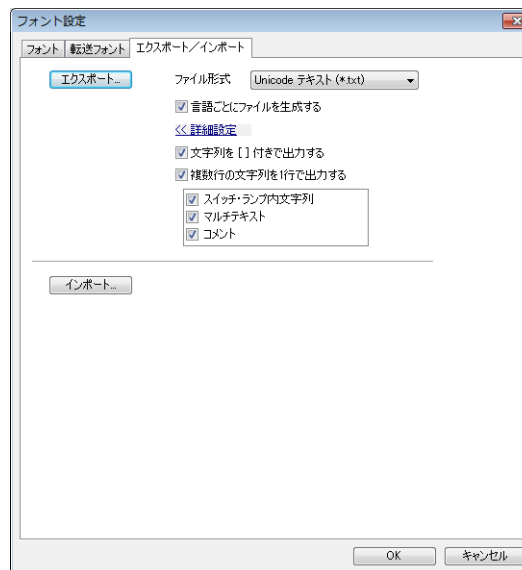 フォント設定
フォント 転送フォント エクスポート／インポート
エクスポート... ファイル形式 Unicode テキスト (*.txt)
言語ごとにファイルを生成する
<< 詳細設定
文字列を [ ] 付きで出力する
複数行の文字列を1行で出力する
スイッチ・ランプ内文字列
マルチテキスト
コメント
インポート...
OK キャンセル